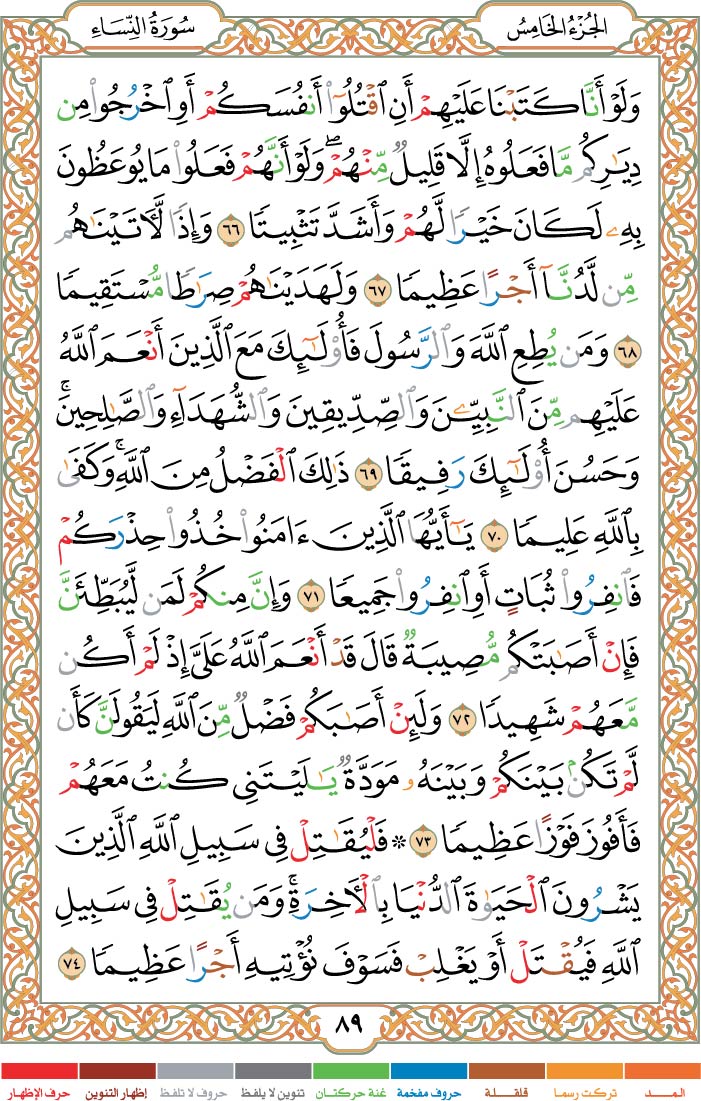 سُورَةُ النِّسَاءِ
الجُزْءُ الخَامِسُ
وَلَوْ أَنَّا كَتَبْنَا عَلَيْهِمْ أَنِ ٱقْتُلُوٓا۟ أَنفُسَكُمْ أَوِ ٱخْرُجُوا۟ مِن
دِيَـٰرِكُم مَّا فَعَلُوهُ إِلَّا قَلِيلٌ مِّنْهُمْ ۖ وَلَوْ أَنَّهُمْ فَعَلُوا۟ مَا يُوعَظُونَ
بِهِۦ لَكَانَ خَيْرًا لَّهُمْ وَأَشَدَّ تَثْبِيتًا ٦٦ وَإِذًا لَّـَٔاتَيْنَـٰهُم
مِّن لَّدُنَّآ أَجْرًا عَظِيمًا ٦٧ وَلَهَدَيْنَـٰهُمْ صِرَٰطًا مُّسْتَقِيمًا
٦٨ وَمَن يُطِعِ ٱللَّهَ وَٱلرَّسُولَ فَأُو۟لَـٰٓئِكَ مَعَ ٱلَّذِينَ أَنْعَمَ ٱللَّهُ
عَلَيْهِم مِّنَ ٱلنَّبِيِّـۧنَ وَٱلصِّدِّيقِينَ وَٱلشُّهَدَآءِ وَٱلصَّـٰلِحِينَ ۚ
وَحَسُنَ أُو۟لَـٰٓئِكَ رَفِيقًا ٦٩ ذَٰلِكَ ٱلْفَضْلُ مِنَ ٱللَّهِ ۚ وَكَفَىٰ
بِٱللَّهِ عَلِيمًا ٧٠ يَـٰٓأَيُّهَا ٱلَّذِينَ ءَامَنُوا۟ خُذُوا۟ حِذْرَكُمْ
فَٱنفِرُوا۟ ثُبَاتٍ أَوِ ٱنفِرُوا۟ جَمِيعًا ٧١ وَإِنَّ مِنكُمْ لَمَن لَّيُبَطِّئَنَّ
فَإِنْ أَصَـٰبَتْكُم مُّصِيبَةٌ قَالَ قَدْ أَنْعَمَ ٱللَّهُ عَلَىَّ إِذْ لَمْ أَكُن
مَّعَهُمْ شَهِيدًا ٧٢ وَلَئِنْ أَصَـٰبَكُمْ فَضْلٌ مِّنَ ٱللَّهِ لَيَقُولَنَّ كَأَن
لَّمْ تَكُنۢ بَيْنَكُمْ وَبَيْنَهُۥ مَوَدَّةٌ يَـٰلَيْتَنِى كُنتُ مَعَهُمْ
فَأَفُوزَ فَوْزًا عَظِيمًا ٧٣ ۞ فَلْيُقَـٰتِلْ فِى سَبِيلِ ٱللَّهِ ٱلَّذِينَ
يَشْرُونَ ٱلْحَيَوٰةَ ٱلدُّنْيَا بِٱلْـَٔاخِرَةِ ۚ وَمَن يُقَـٰتِلْ فِى سَبِيلِ
ٱللَّهِ فَيُقْتَلْ أَوْ يَغْلِبْ فَسَوْفَ نُؤْتِيهِ أَجْرًا عَظِيمًا ٧٤
٨٩
المـــد تركت رسما قلقـــلة حروف مفخمة غنة حركتـان تنوين لا يلفظ حروف لا تلفظ إظهار التنوين حرف الإظهار